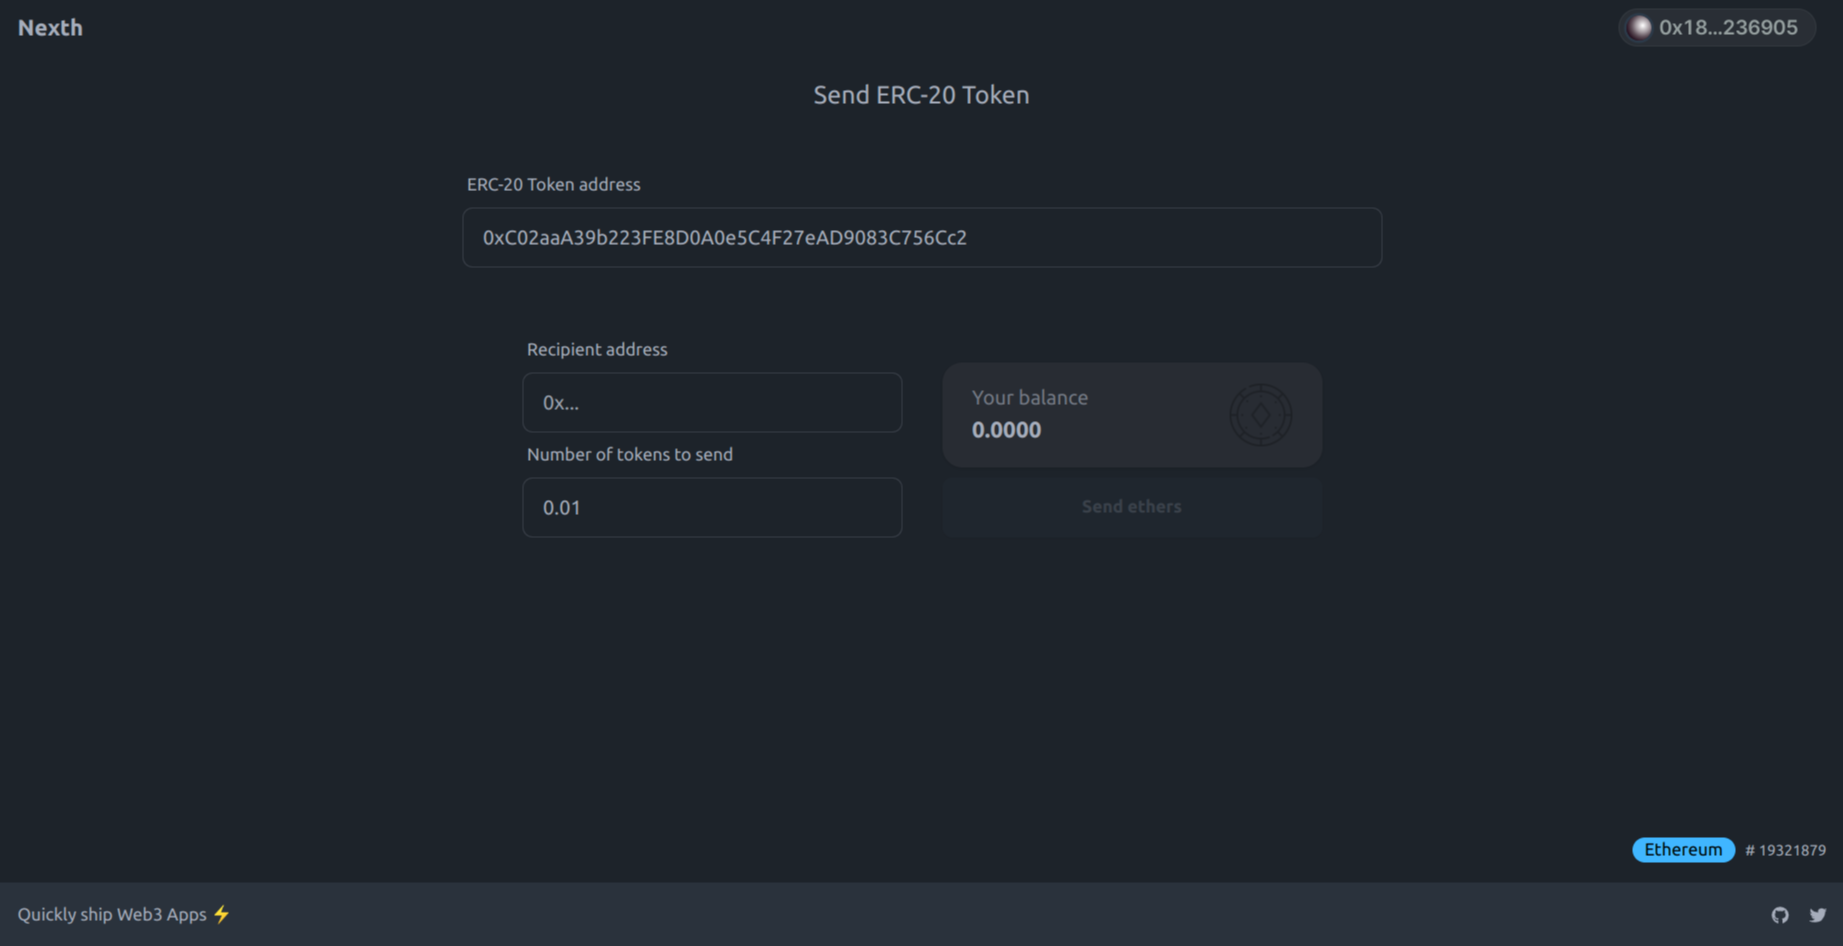 Nexth
0x18...236905
Send ERC-20 Token
ERC-20 Token address
0xC02aaA39b223FE8D0A0e5C4F27eAD9083C756Cc2
Recipient address
0x...
Number of tokens to send
0.01
Your balance
0.0000
Send ethers
Ethereum # 19321879
Quickly ship Web3 Apps ⚡